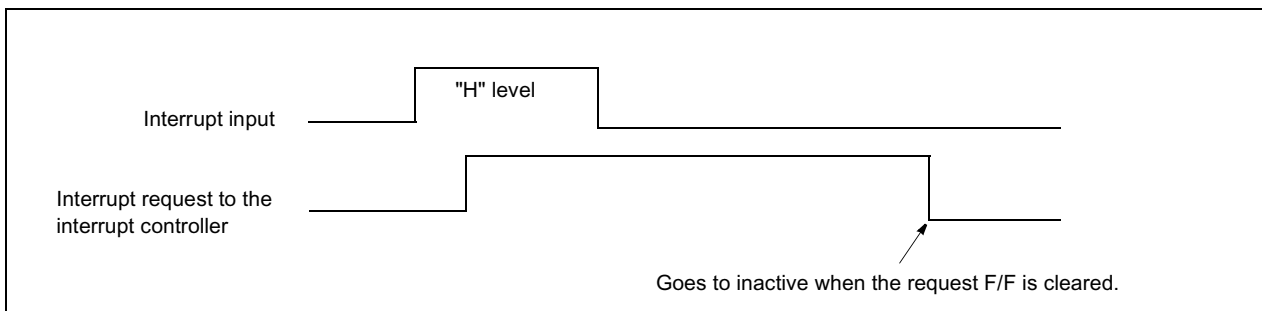 "H" level
Interrupt input
Interrupt request to the
interrupt controller
Goes to inactive when the request F/F is cleared.